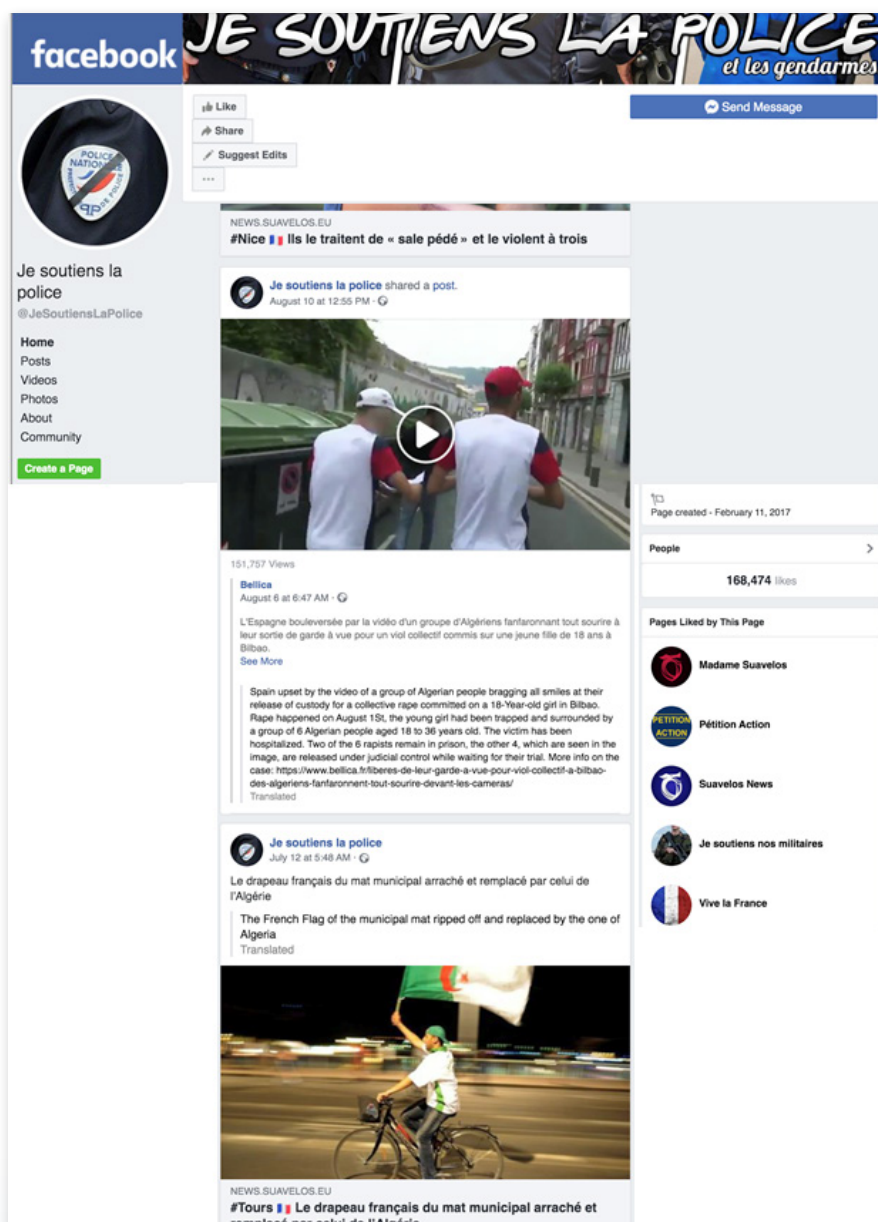 facebook
JE SOUTIENS LA POLICE
et les gendarmes
Like
Share
Suggest Edits
...
Send Message
POLICE
NATIONALE
Je soutiens la
police
@JeSoutiensLaPolice
Home
Posts
Videos
Photos
About
Community
Create a Page
NEWS.SUAVELOS.EU
#Nice 🇫🇷 Ils le traitent de « sale pédé » et le violent à trois
Je soutiens la police shared a post.
August 10 at 12:55 PM ·
151,757 Views
Bellica
August 6 at 6:47 AM ·
L'Espagne bouleversée par la vidéo d'un groupe d'Algériens fanfaronnant tout sourire à
leur sortie de garde à vue pour un viol collectif commis sur une jeune fille de 18 ans à
Bilbao.
See More
Spain upset by the video of a group of Algerian people bragging all smiles at their
release of custody for a collective rape committed on a 18-Year-old girl in Bilbao.
Rape happened on August 1St, the young girl had been trapped and surrounded by
a group of 6 Algerian people aged 18 to 36 years old. The victim has been
hospitalized. Two of the 6 rapists remain in prison, the other 4, which are seen in the
image, are released under judicial control while waiting for their trial. More info on the
case: https://www.bellica.fr/liberes-de-leur-garde-a-vue-pour-viol-collectif-a-bilbao-
des-algeriens-fanfaronnent-tout-sourire-devant-les-cameras/
Translated
Je soutiens la police
July 12 at 5:48 AM ·
Le drapeau français du mat municipal arraché et remplacé par celui de
l'Algérie
The French Flag of the municipal mat ripped off and replaced by the one of
Algeria
Translated
NEWS.SUAVELOS.EU
#Tours 🇫🇷 Le drapeau français du mat municipal arraché et
remplacé par celui de l'Algérie
Page created - February 11, 2017
People
168,474 likes
Pages Liked by This Page
Madame Suavelos
PETITION
ACTION
Pétition Action
Suavelos News
Je soutiens nos militaires
Vive la France